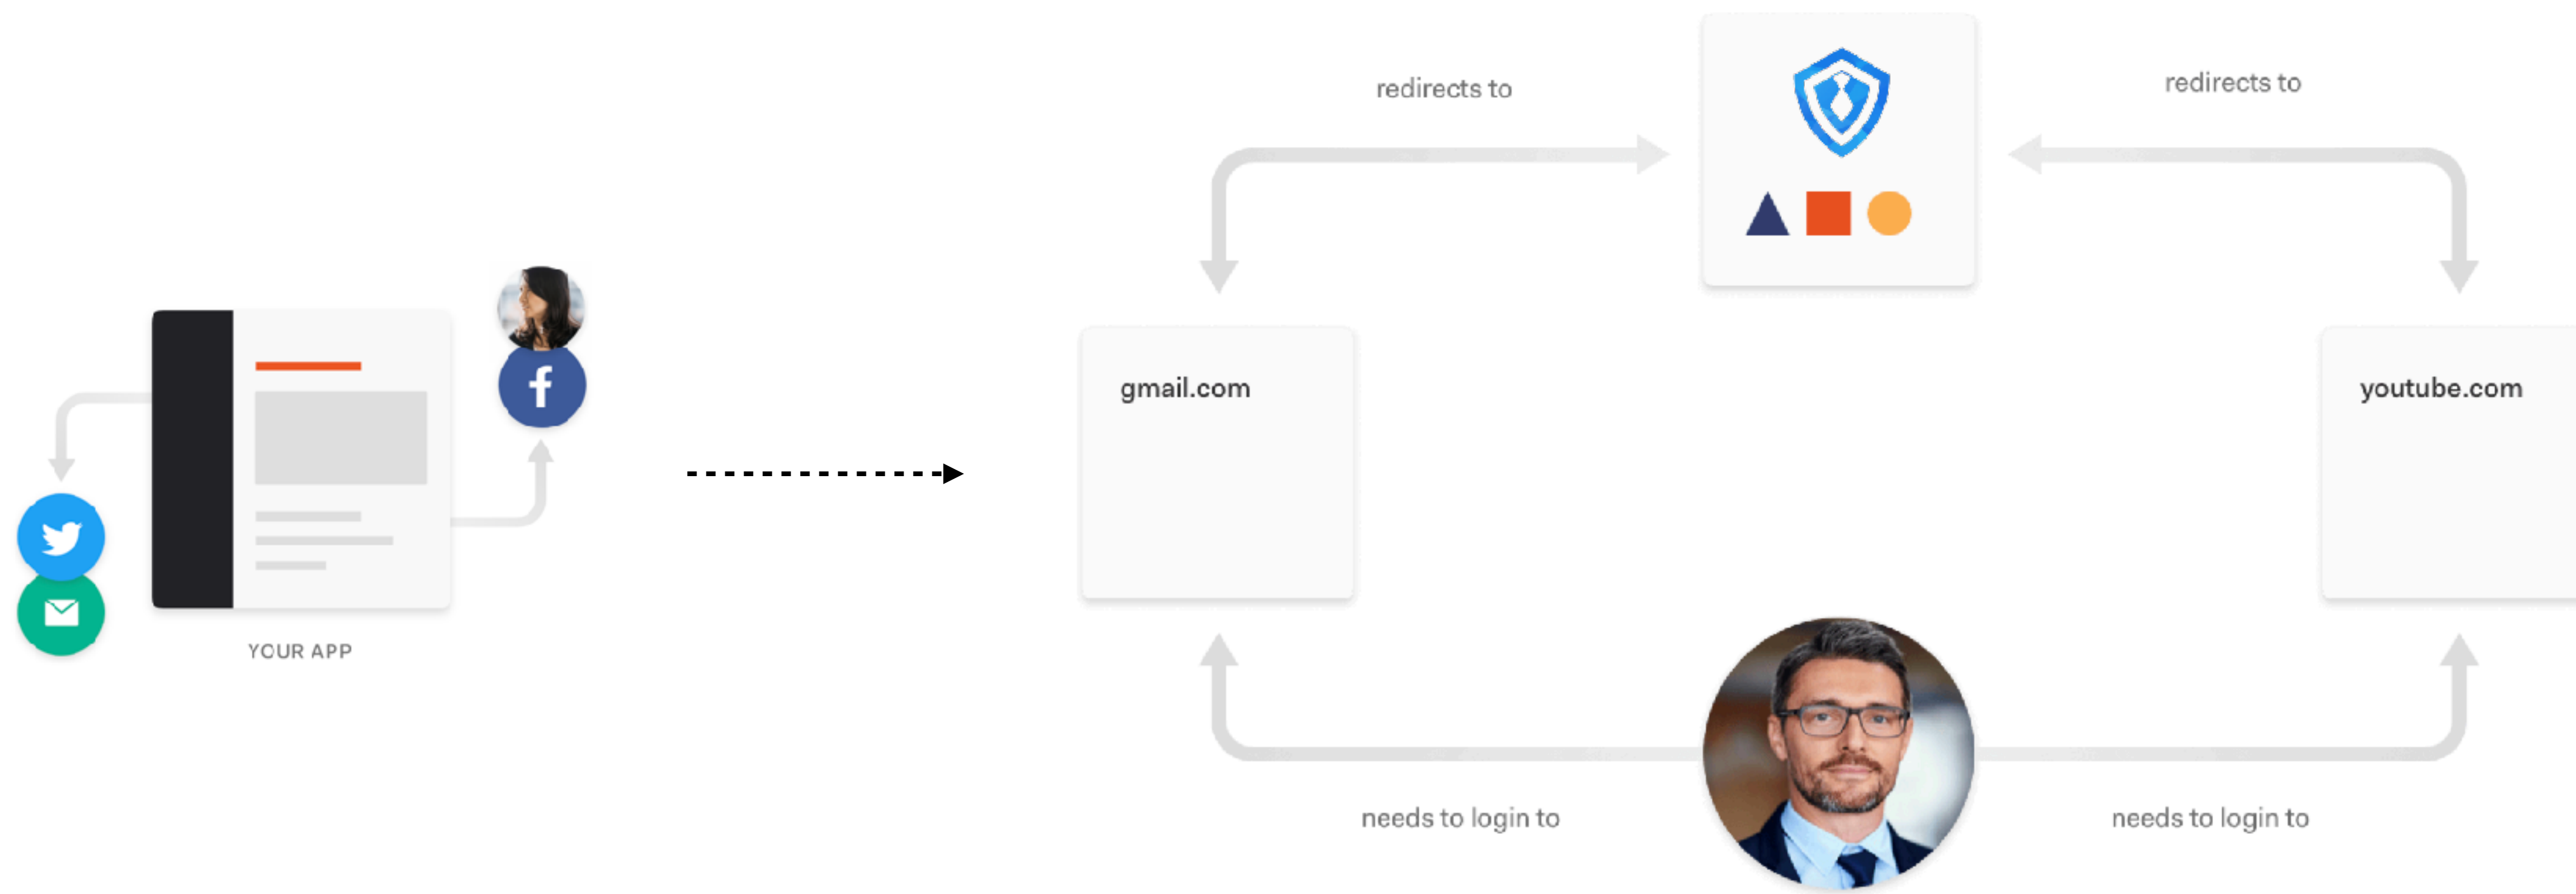 redirects to
redirects to
gmail.com
youtube.com
YOUR APP
needs to login to
needs to login to